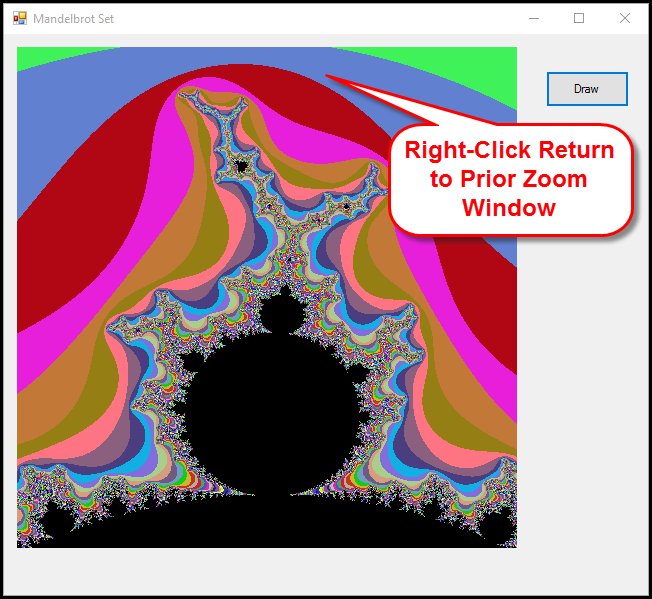 Mandelbrot Set
Draw
Right-Click Return
to Prior Zoom
Window